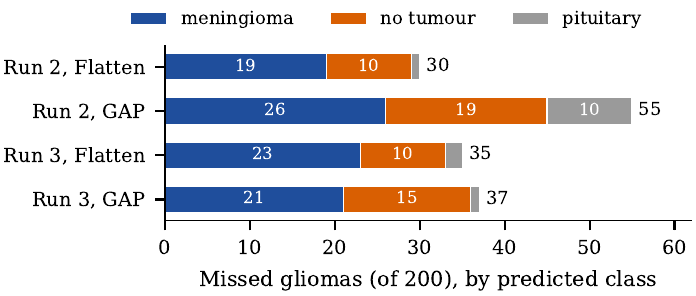 meningioma no tumour pituitary
Run 2, Flatten 19 10 30
Run 2, GAP 26 19 10 55
Run 3, Flatten 23 10 35
Run 3, GAP 21 15 37
0 10 20 30 40 50 60
Missed gliomas (of 200), by predicted class